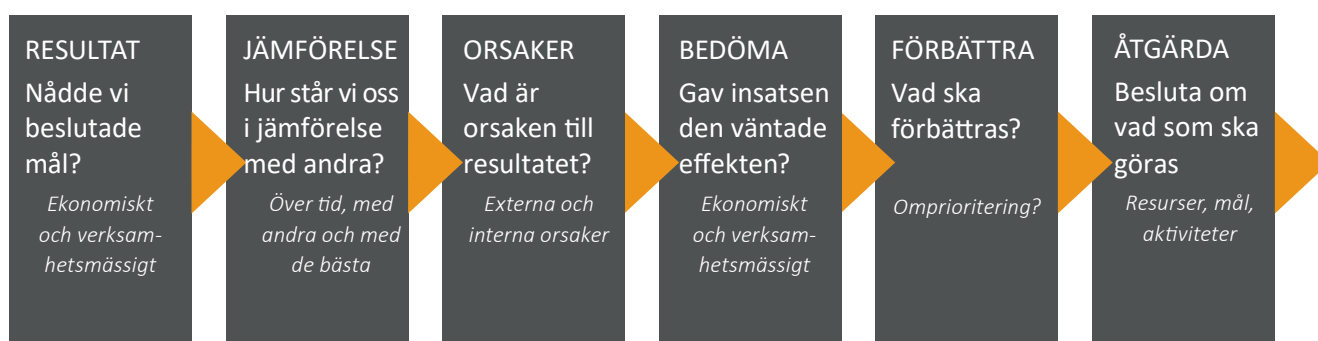 RESULTAT
Nådde vi
beslutade
mål?
Ekonomiskt
och verksam-
hetsmässigt
JÄMFÖRELSE
Hur står vi oss
i jämförelse
med andra?
Över tid, med
andra och med
de bästa
ORSAKER
Vad är
orsaken till
resultatet?
Externa och
interna orsaker
BEDÖMA
Gav insatsen
den väntade
effekten?
Ekonomiskt
och verksam-
hetsmässigt
FÖRBÄTTRA
Vad ska
förbättras?
Omprioritering?
ÅTGÄRDA
Besluta om
vad som ska
göras
Resurser, mål,
aktiviteter